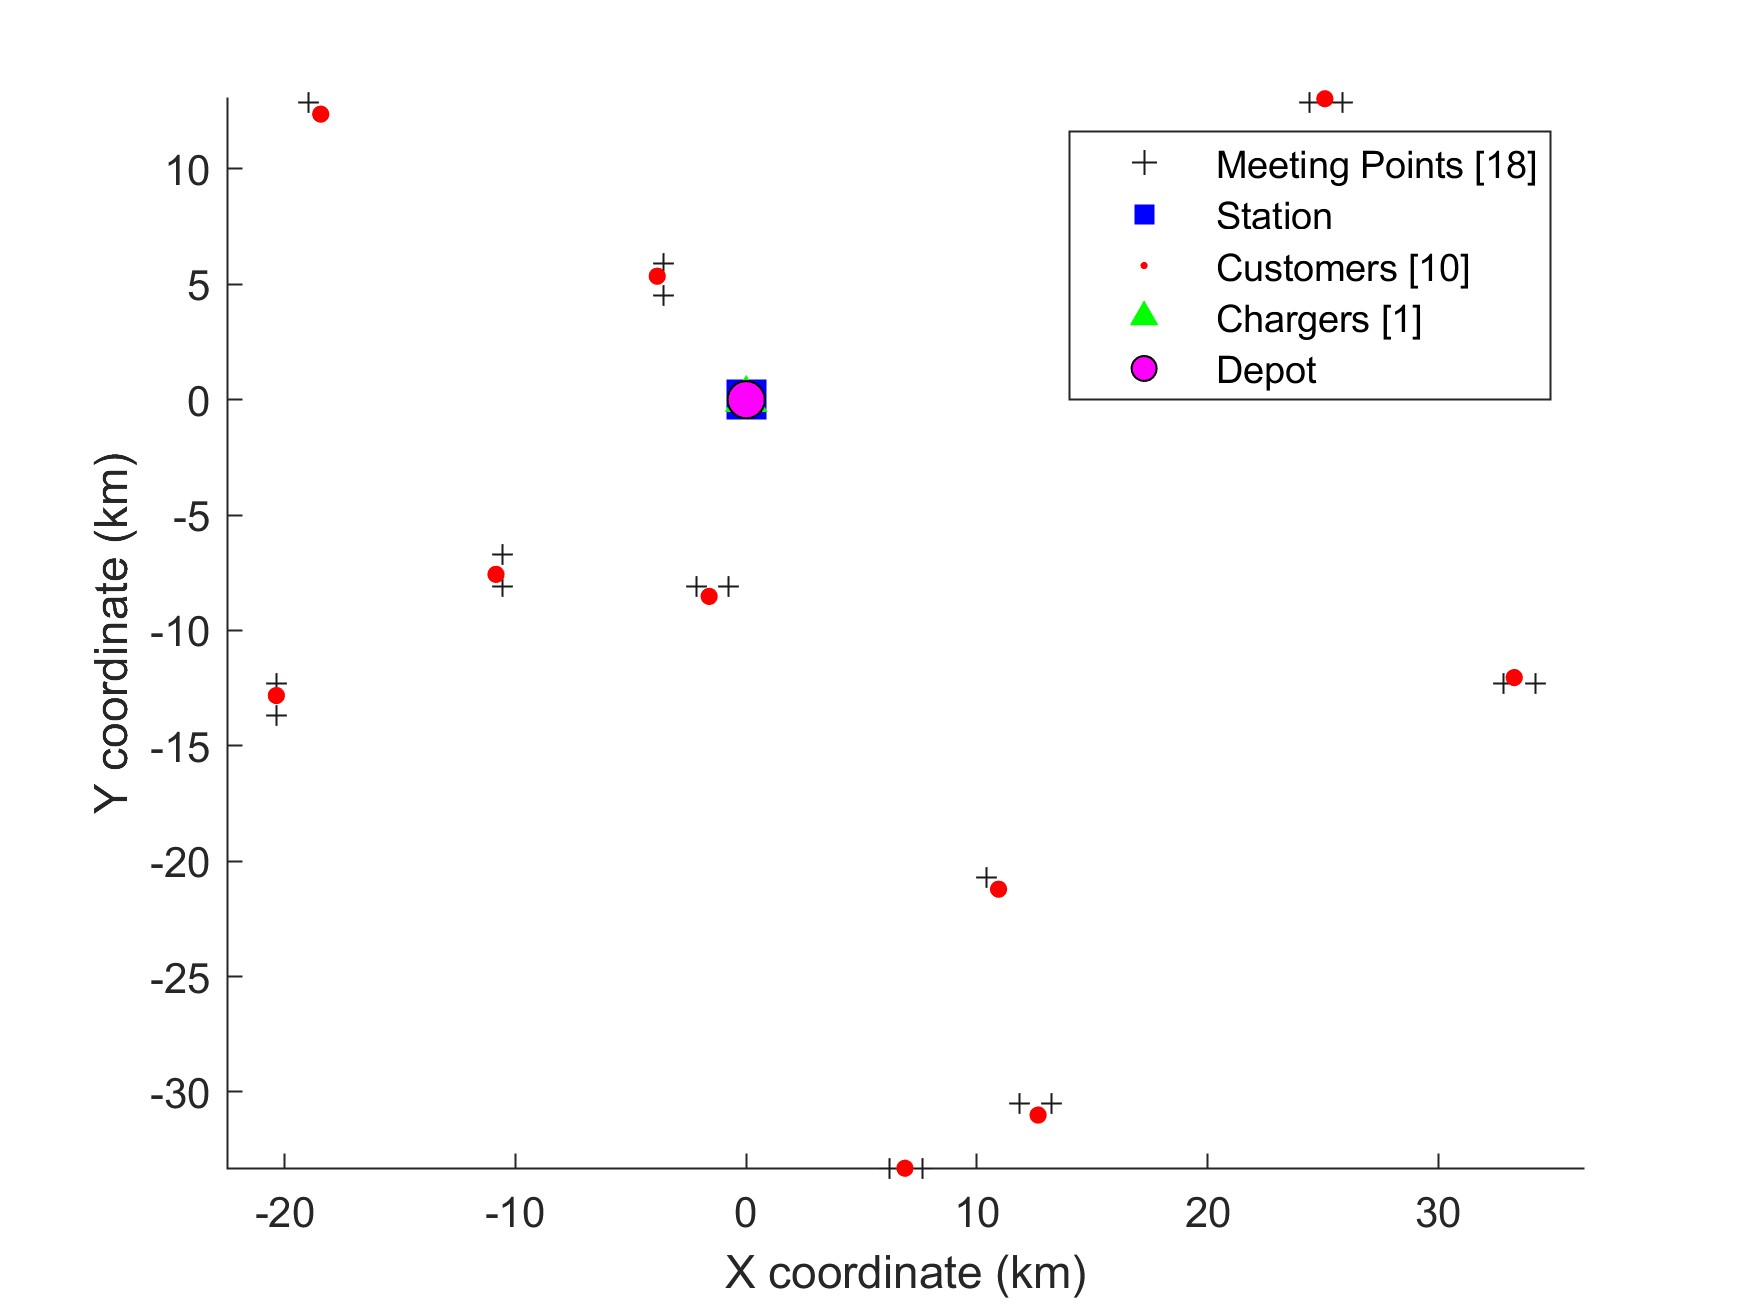 10
5
0
-5
-10
-15
-20
-25
-30
Y coordinate (km)
Meeting Points [18]
Station
Customers [10]
Chargers [1]
Depot
-20
-10
0
10
20
30
X coordinate (km)